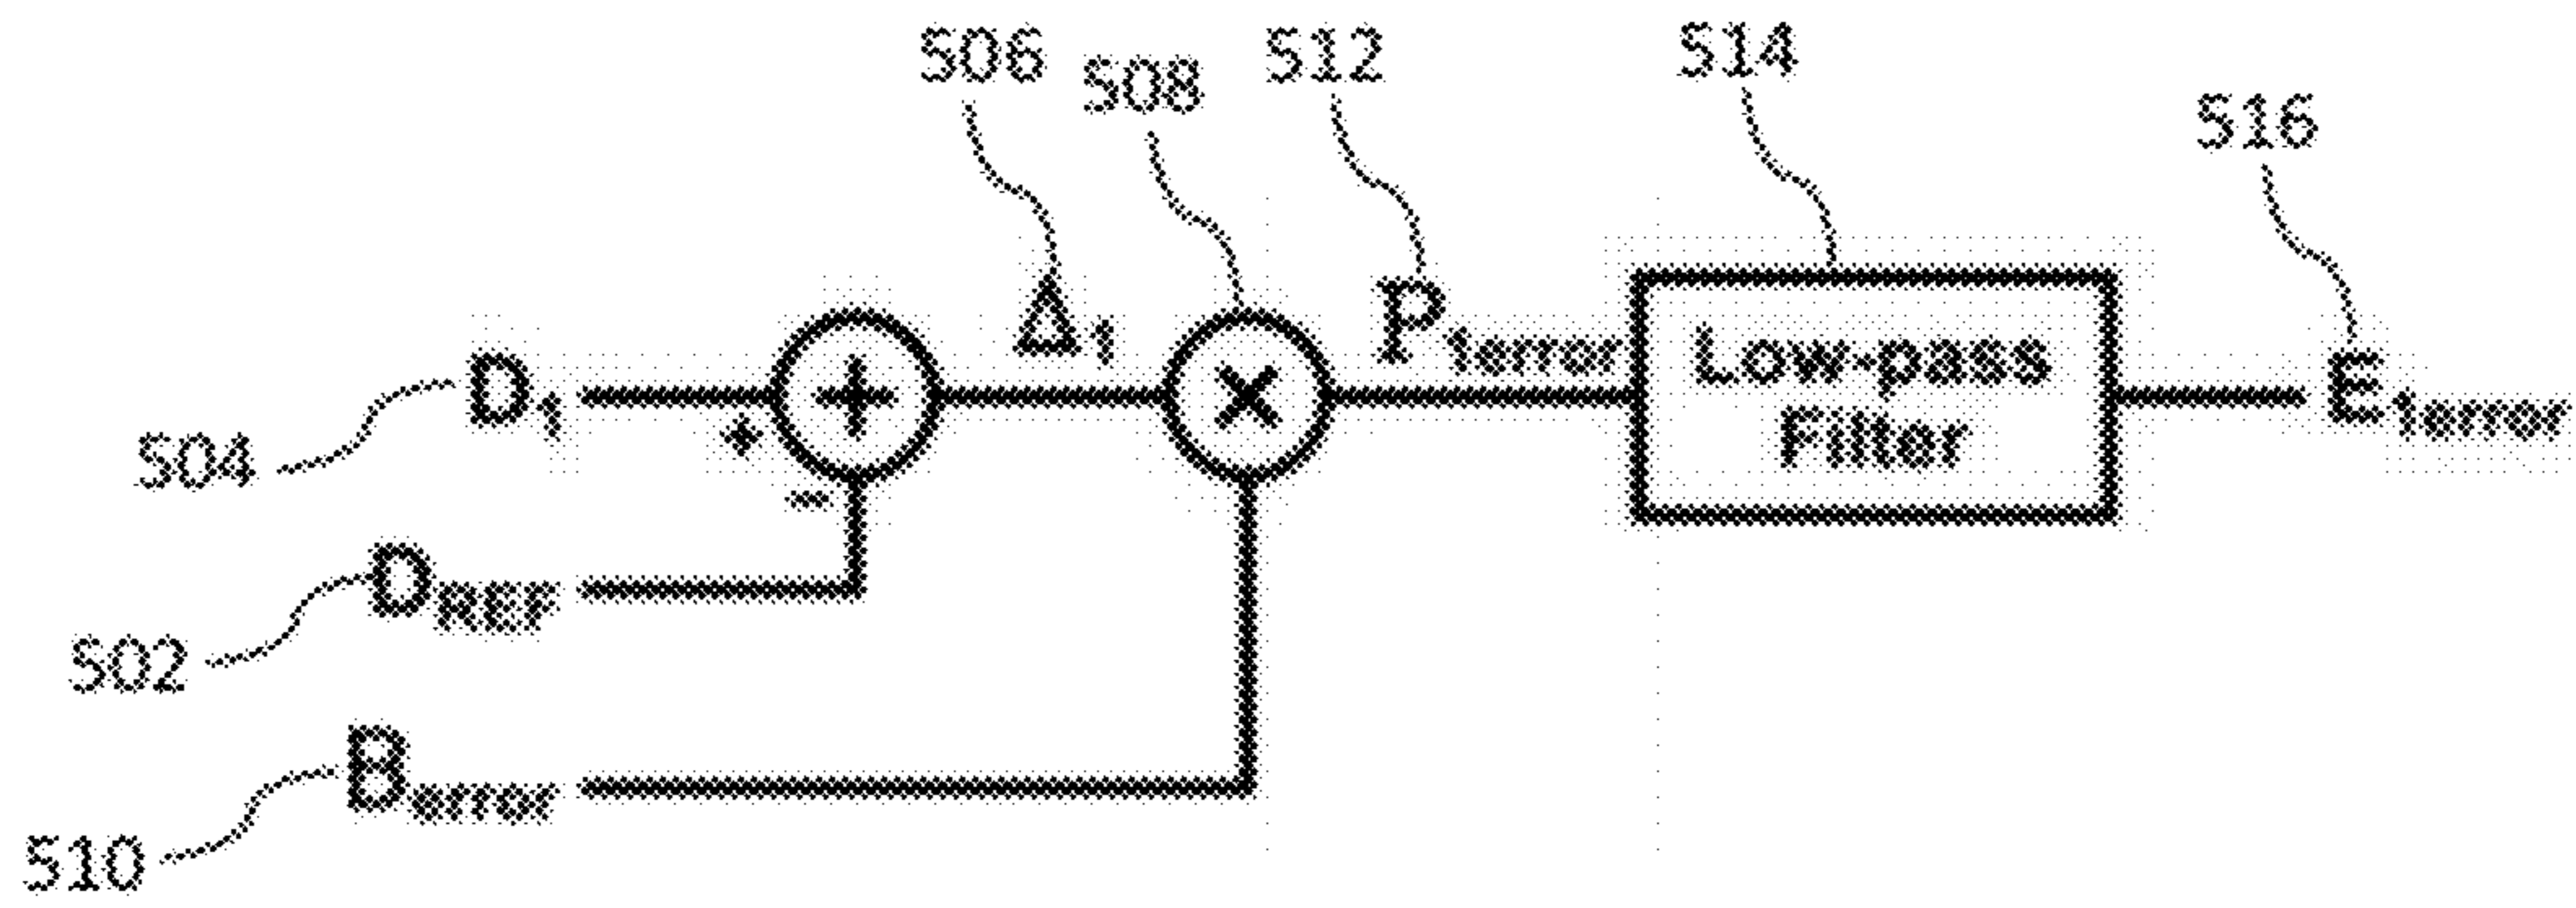 506
508
512
514
516
504
D1
+
-
+
Δ1
×
P1error
Low-pass
Filter
E1error
502
DREF
510
Berror